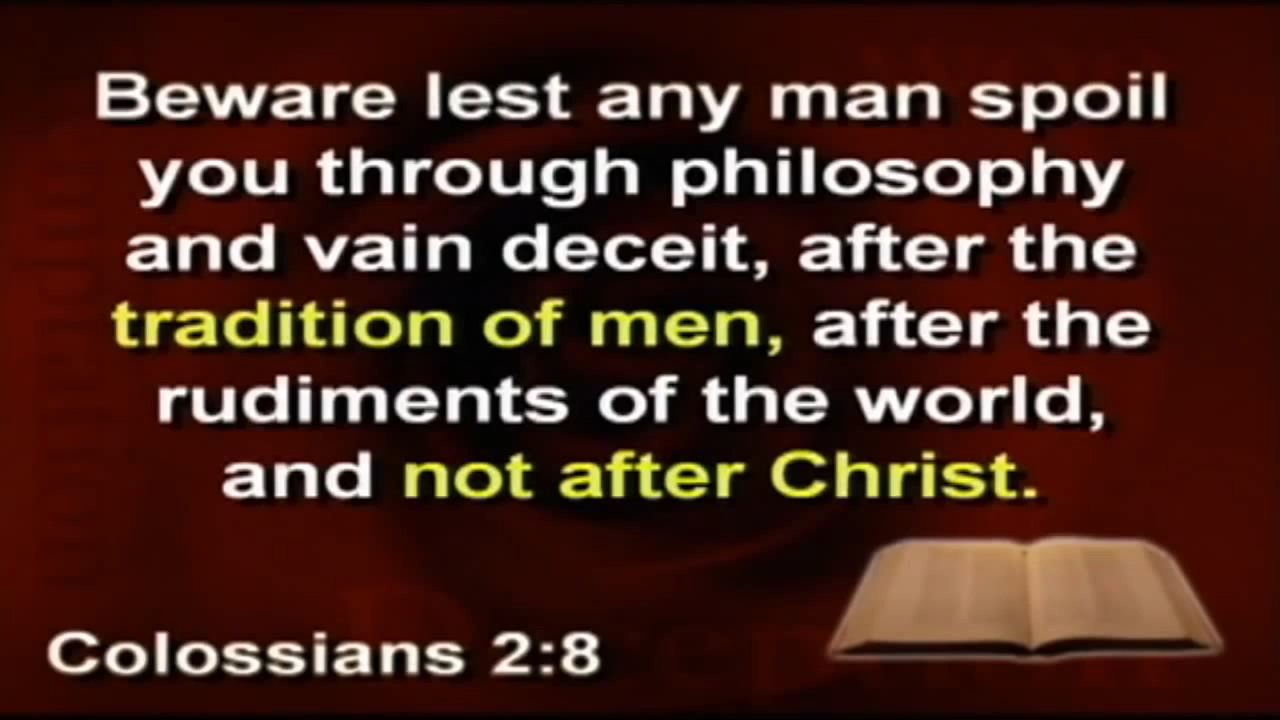 Beware lest any man spoil
you through philosophy
and vain deceit, after the
tradition of men, after the
rudiments of the world,
and not after Christ.
Colossians 2:8